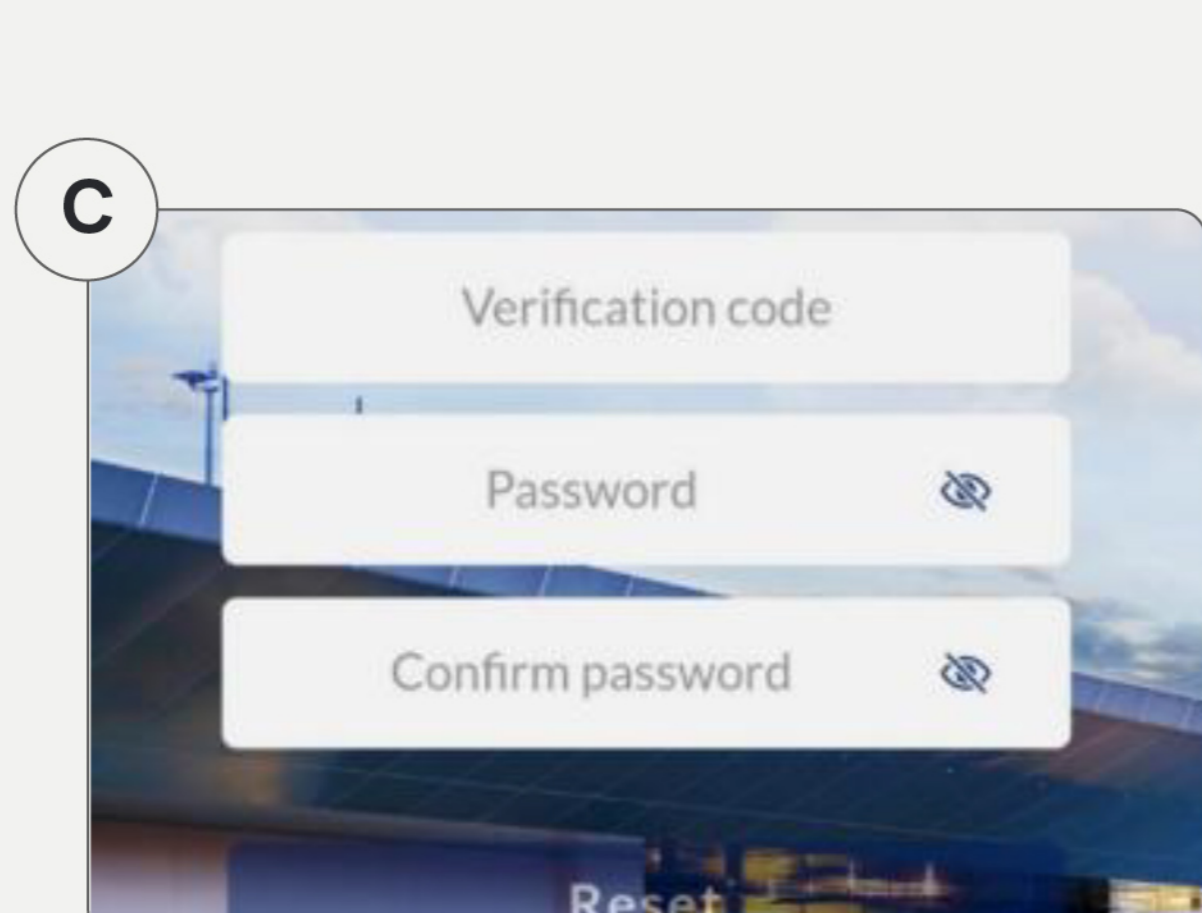 C
Verification code
Password
Confirm password
Reset